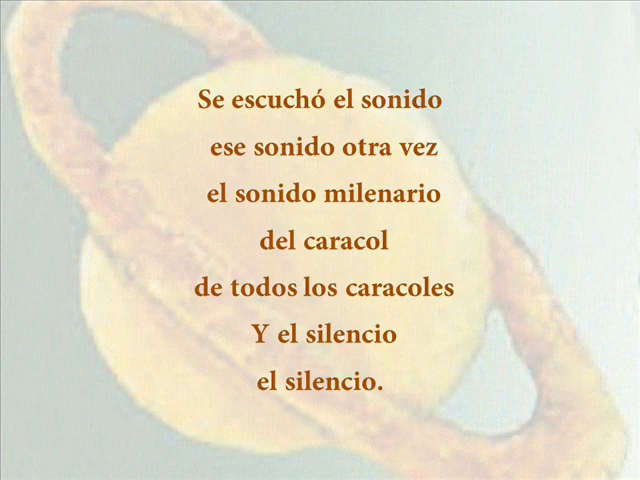 Se escuchó el sonido
ese sonido otra vez
el sonido milenario
del caracol
de todos los caracoles
Y el silencio
el silencio.